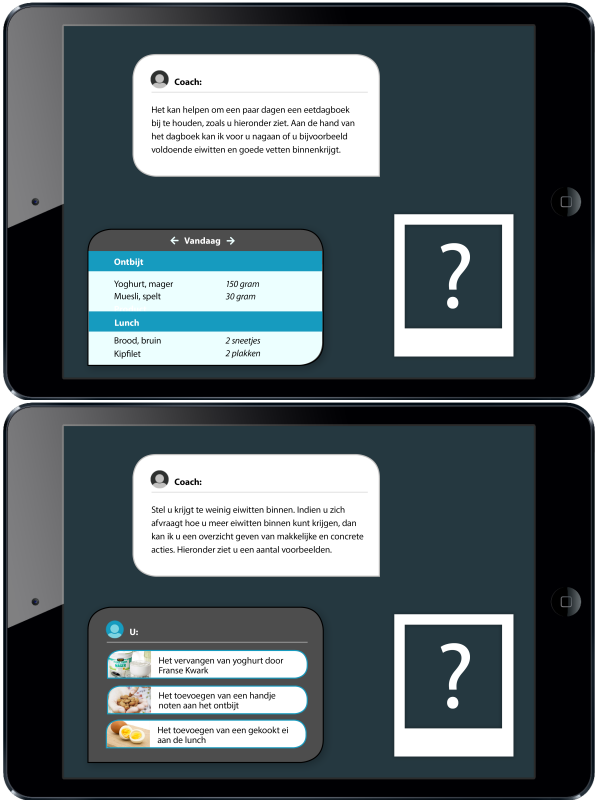 Coach:
Het kan helpen om een paar dagen een eetdagboek
bij te houden, zoals u hieronder ziet. Aan de hand van
het dagboek kan ik voor u nagaan of u bijvoorbeeld
voldoende eiwitten en goede vetten binnenkrijgt.
← Vandaag →
Ontbijt
Yoghurt, mager 150 gram
Muesli, spelt 30 gram
Lunch
Brood, bruin 2 sneetjes
Kipfilet 2 plakken
?
Coach:
Stel u krijgt te weinig eiwitten binnen. Indien u zich
afvraagt hoe u meer eiwitten binnen kunt krijgen, dan
kan ik u een overzicht geven van makkelijke en concrete
acties. Hieronder ziet u een aantal voorbeelden.
U:
Het vervangen van yoghurt door
Franse Kwark
Het toevoegen van een handje
noten aan het ontbijt
Het toevoegen van een gekookt ei
aan de lunch
?